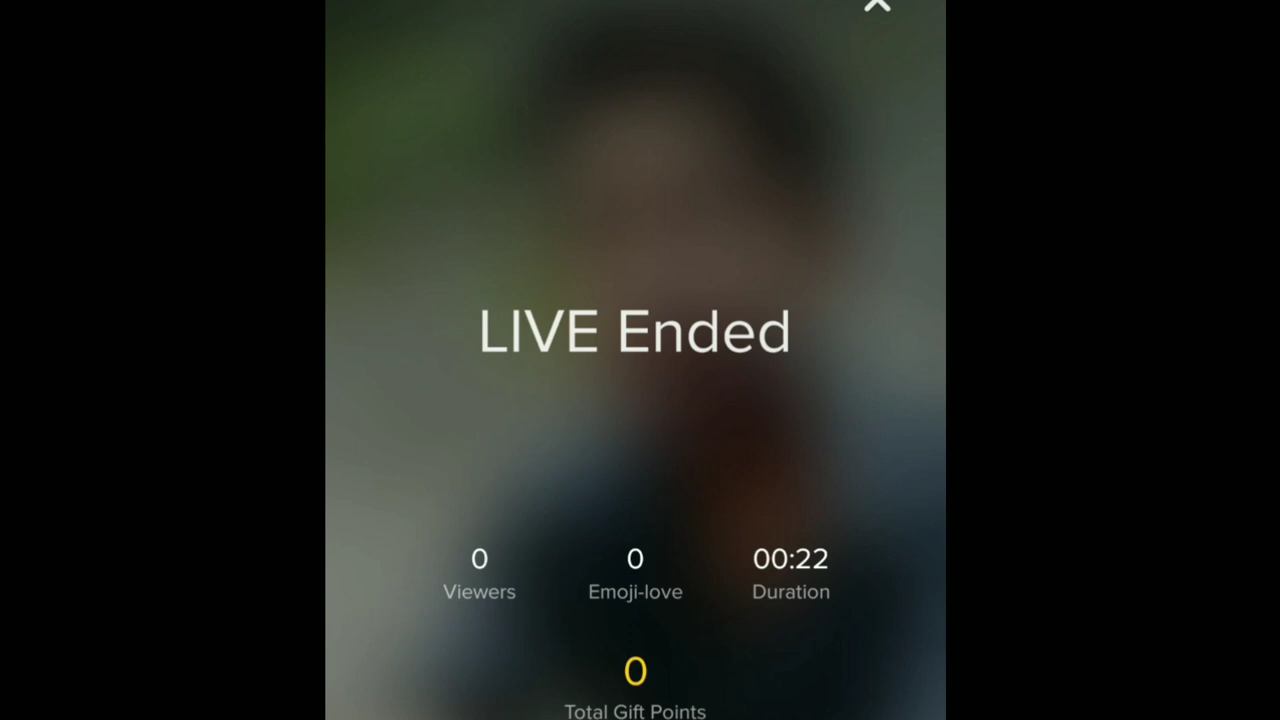 LIVE Ended
0 0 00:22
Viewers Emoji-love Duration
0
Total Gift Points